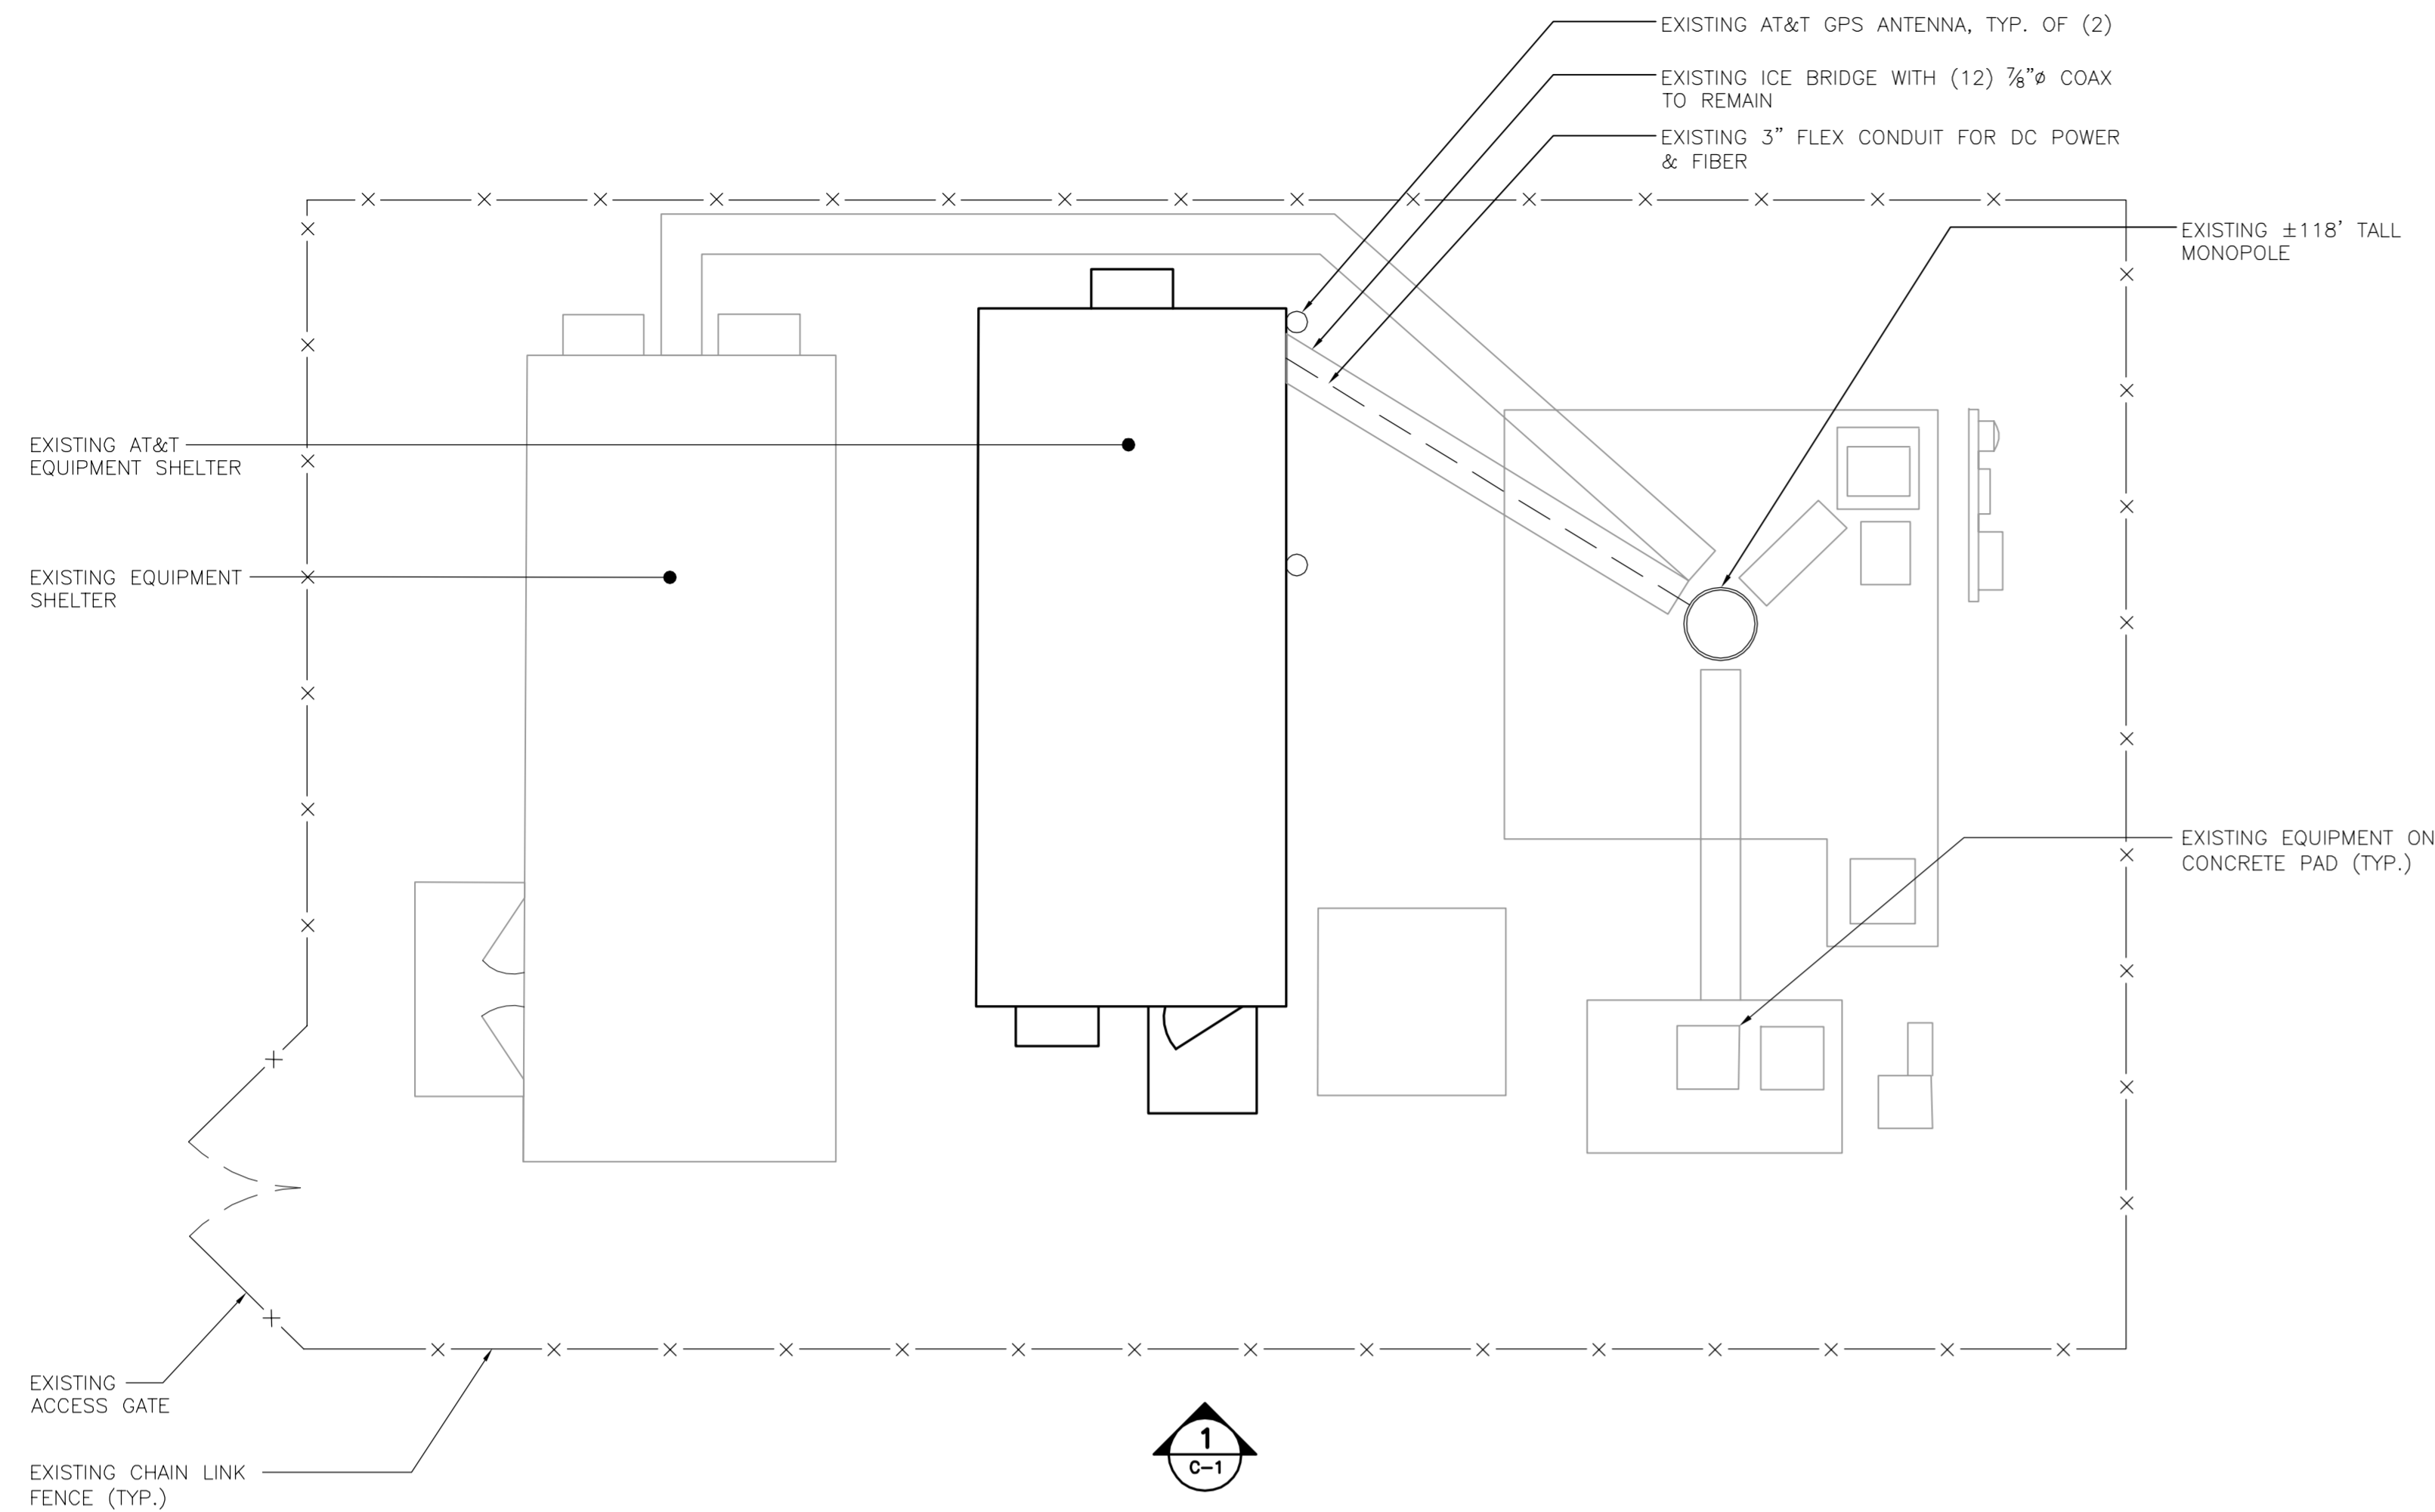 EXISTING AT&T GPS ANTENNA, TYP. OF (2)
EXISTING ICE BRIDGE WITH (12) ⅞"ø COAX
TO REMAIN
EXISTING 3" FLEX CONDUIT FOR DC POWER
& FIBER
EXISTING ±118' TALL
MONOPOLE
EXISTING AT&T
EQUIPMENT SHELTER
EXISTING EQUIPMENT
SHELTER
EXISTING EQUIPMENT ON
CONCRETE PAD (TYP.)
EXISTING
ACCESS GATE
EXISTING CHAIN LINK
FENCE (TYP.)
1
C-1